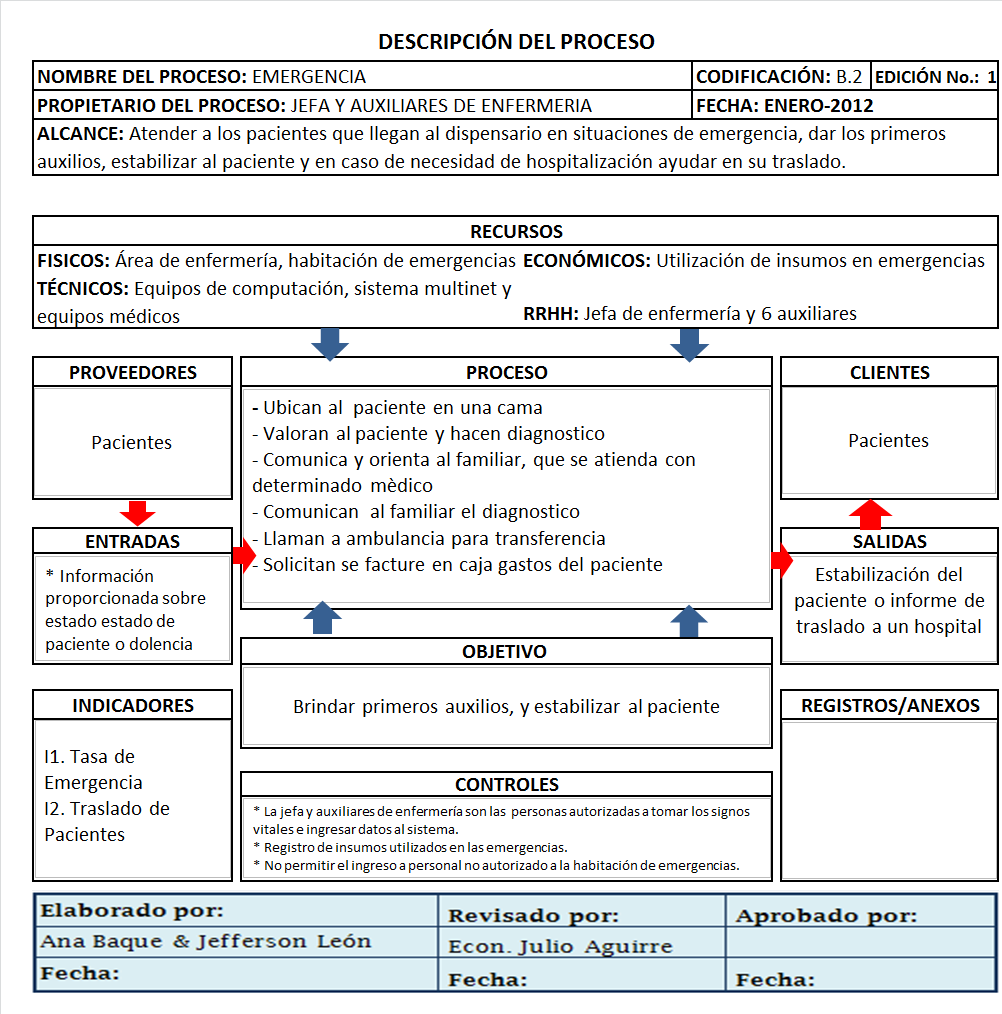 DESCRIPCIÓN DEL PROCESO
NOMBRE DEL PROCESO: EMERGENCIA
CODIFICACIÓN: B.2
EDICIÓN No.: 1
PROPIETARIO DEL PROCESO: JEFA Y AUXILIARES DE ENFERMERIA
FECHA: ENERO-2012
ALCANCE: Atender a los pacientes que llegan al dispensario en situaciones de emergencia, dar los primeros
auxilios, estabilizar al paciente y en caso de necesidad de hospitalización ayudar en su traslado.
RECURSOS
FISICOS: Área de enfermería, habitación de emergencias
TÉCNICOS: Equipos de computación, sistema multinet y
equipos médicos
ECONÓMICOS: Utilización de insumos en emergencias
RRHH: Jefa de enfermería y 6 auxiliares
PROVEEDORES
Pacientes
ENTRADAS
* Información
proporcionada sobre
estado estado de
paciente o dolencia
PROCESO
- Ubican al paciente en una cama
- Valoran al paciente y hacen diagnostico
- Comunica y orienta al familiar, que se atienda con
determinado mèdico
- Comunican al familiar el diagnostico
- Llaman a ambulancia para transferencia
- Solicitan se facture en caja gastos del paciente
CLIENTES
Pacientes
SALIDAS
Estabilización del
paciente o informe de
traslado a un hospital
OBJETIVO
Brindar primeros auxilios, y estabilizar al paciente
INDICADORES
I1. Tasa de
Emergencia
I2. Traslado de
Pacientes
CONTROLES
* La jefa y auxiliares de enfermería son las personas autorizadas a tomar los signos
vitales e ingresar datos al sistema.
* Registro de insumos utilizados en las emergencias.
* No permitir el ingreso a personal no autorizado a la habitación de emergencias.
REGISTROS/ANEXOS
Elaborado por:
Revisado por:
Aprobado por:
Ana Baque & Jefferson León
Econ. Julio Aguirre
Fecha:
Fecha:
Fecha: